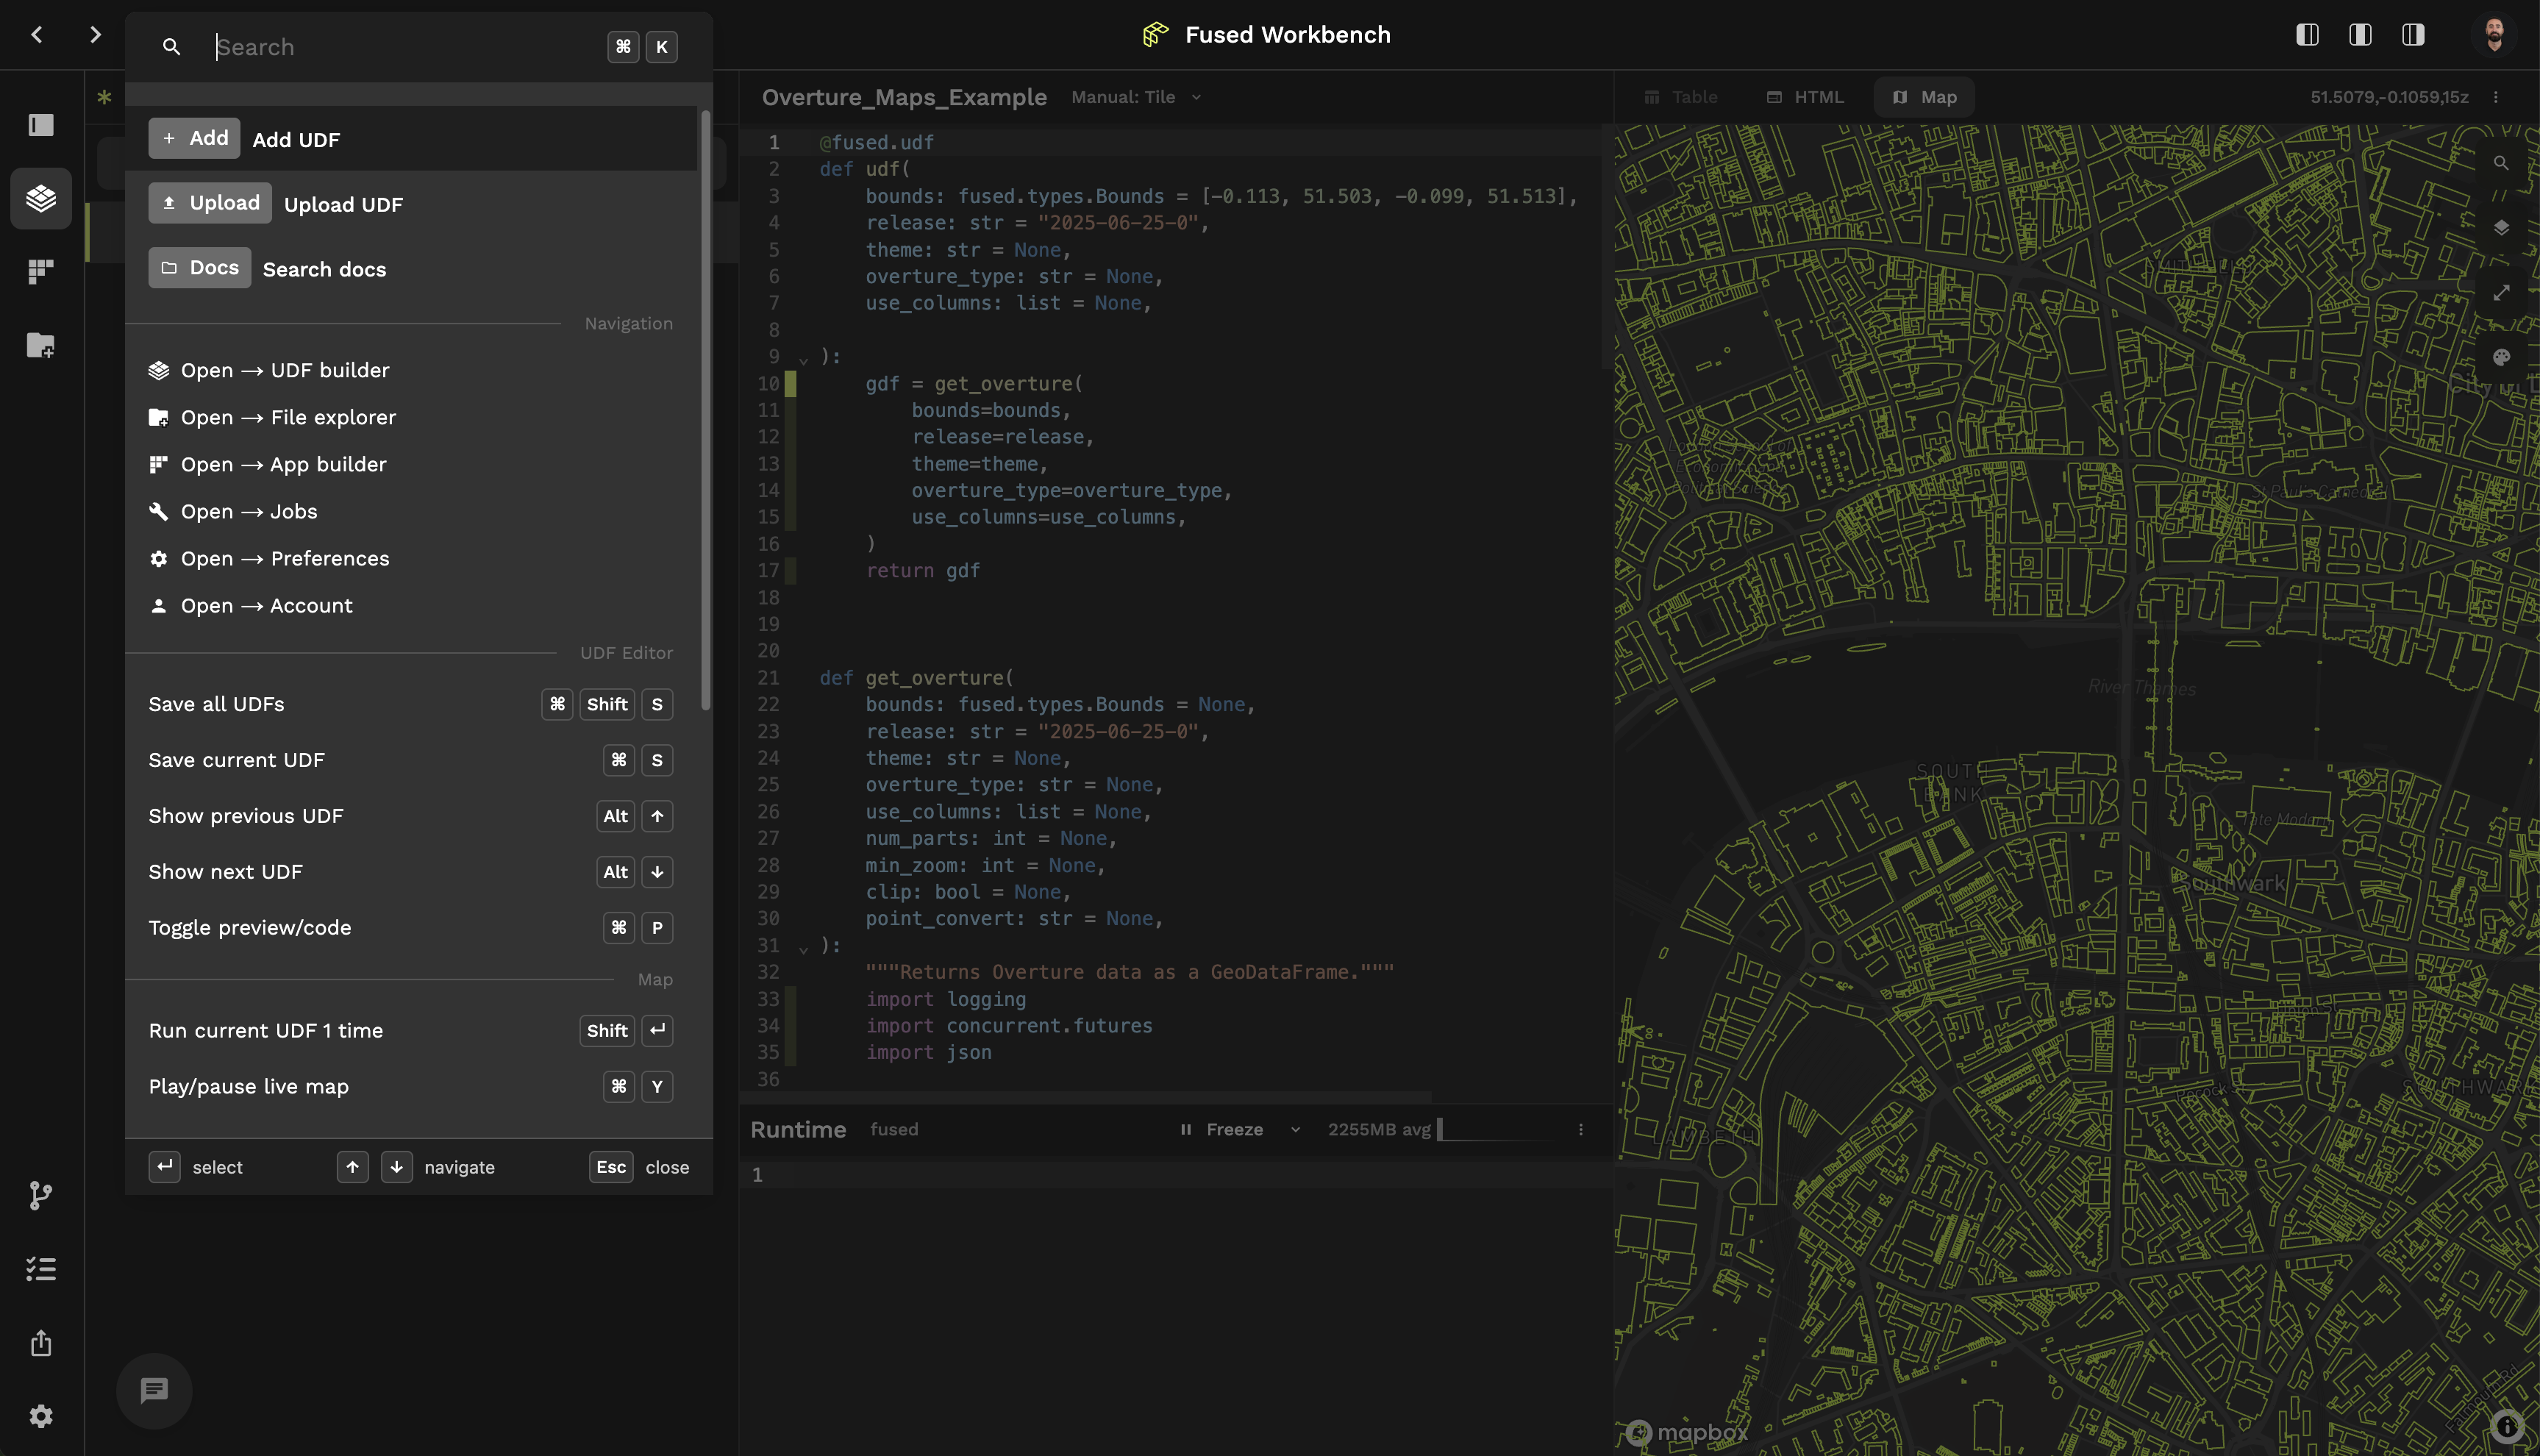 Search
⌘ K
Fused Workbench
+ Add Add UDF
Upload Upload UDF
Docs Search docs
Navigation
Open → UDF builder
Open → File explorer
Open → App builder
Open → Jobs
Open → Preferences
Open → Account
UDF Editor
Save all UDFs ⌘ Shift S
Save current UDF ⌘ S
Show previous UDF Alt ↑
Show next UDF Alt ↓
Toggle preview/code ⌘ P
Map
Run current UDF 1 time Shift ↵
Play/pause live map ⌘ Y
↵ select ↑ ↓ navigate Esc close
Overture_Maps_Example Manual: Tile
1 @fused.udf
2 def udf(
3 bounds: fused.types.Bounds = [-0.113, 51.503, -0.099, 51.513],
4 release: str = "2025-06-25-0",
5 theme: str = None,
6 overture_type: str = None,
7 use_columns: list = None,
8
9 ):
10 gdf = get_overture(
11 bounds=bounds,
12 release=release,
13 theme=theme,
14 overture_type=overture_type,
15 use_columns=use_columns,
16 )
17 return gdf
18
19
20
21 def get_overture(
22 bounds: fused.types.Bounds = None,
23 release: str = "2025-06-25-0",
24 theme: str = None,
25 overture_type: str = None,
26 use_columns: list = None,
27 num_parts: int = None,
28 min_zoom: int = None,
29 clip: bool = None,
30 point_convert: str = None,
31 ):
32 """Returns Overture data as a GeoDataFrame."""
33 import logging
34 import concurrent.futures
35 import json
36
Runtime fused Freeze 2255MB avg
1
Table HTML Map 51.5079,-0.1059,15z
River Thames
SOUTH
BANK
Tate Modern
Southwark
SOUTHWARK
LAMBETH
mapbox